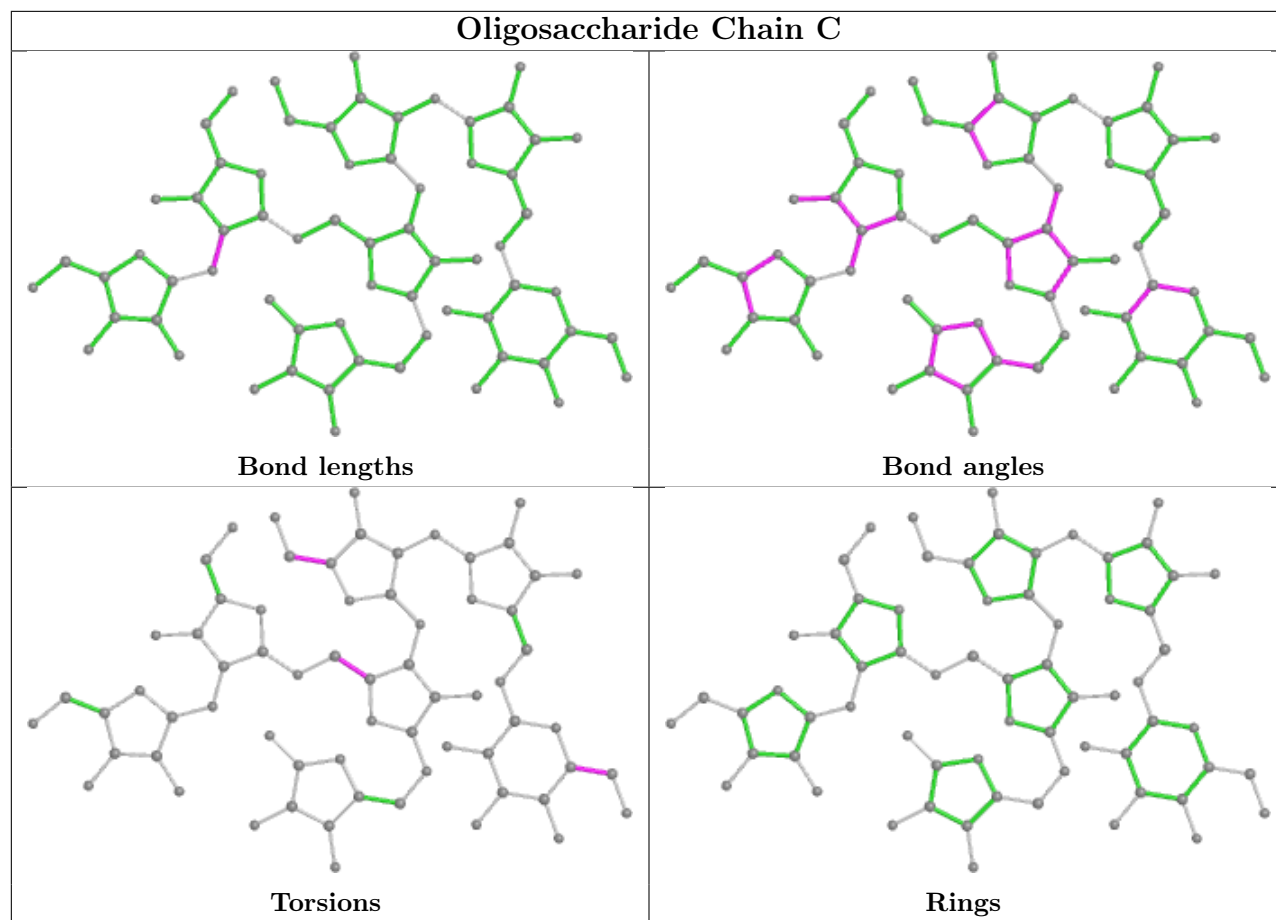 Oligosaccharide Chain C
Bond lengths
Bond angles
Torsions
Rings